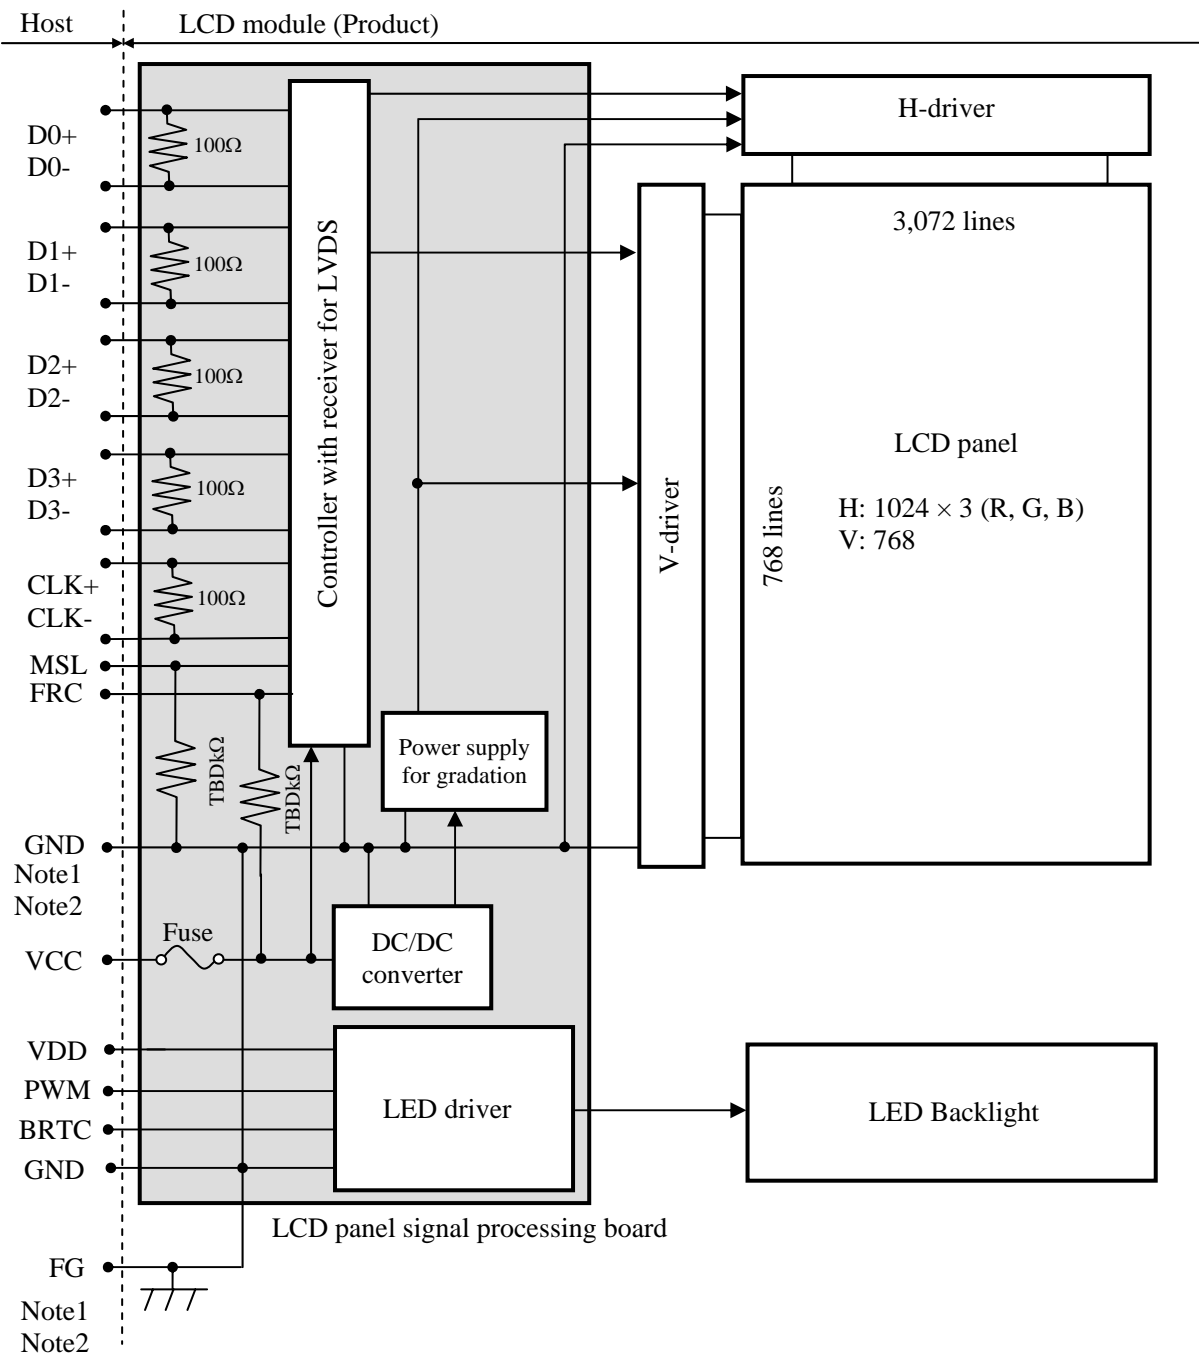 Host
LCD module (Product)
D0+
D0-
100Ω
D1+
D1-
100Ω
D2+
D2-
100Ω
D3+
D3-
100Ω
CLK+
CLK-
100Ω
MSL
FRC
TBDkΩ
TBDkΩ
GND
Note1
Note2
Fuse
VCC
VDD
PWM
BRTC
GND
FG
Note1
Note2
Controller with receiver for LVDS
Power supply
for gradation
DC/DC
converter
LED driver
LCD panel signal processing board
H-driver
V-driver
3,072 lines
768 lines
LCD panel
H: 1024 × 3 (R, G, B)
V: 768
LED Backlight